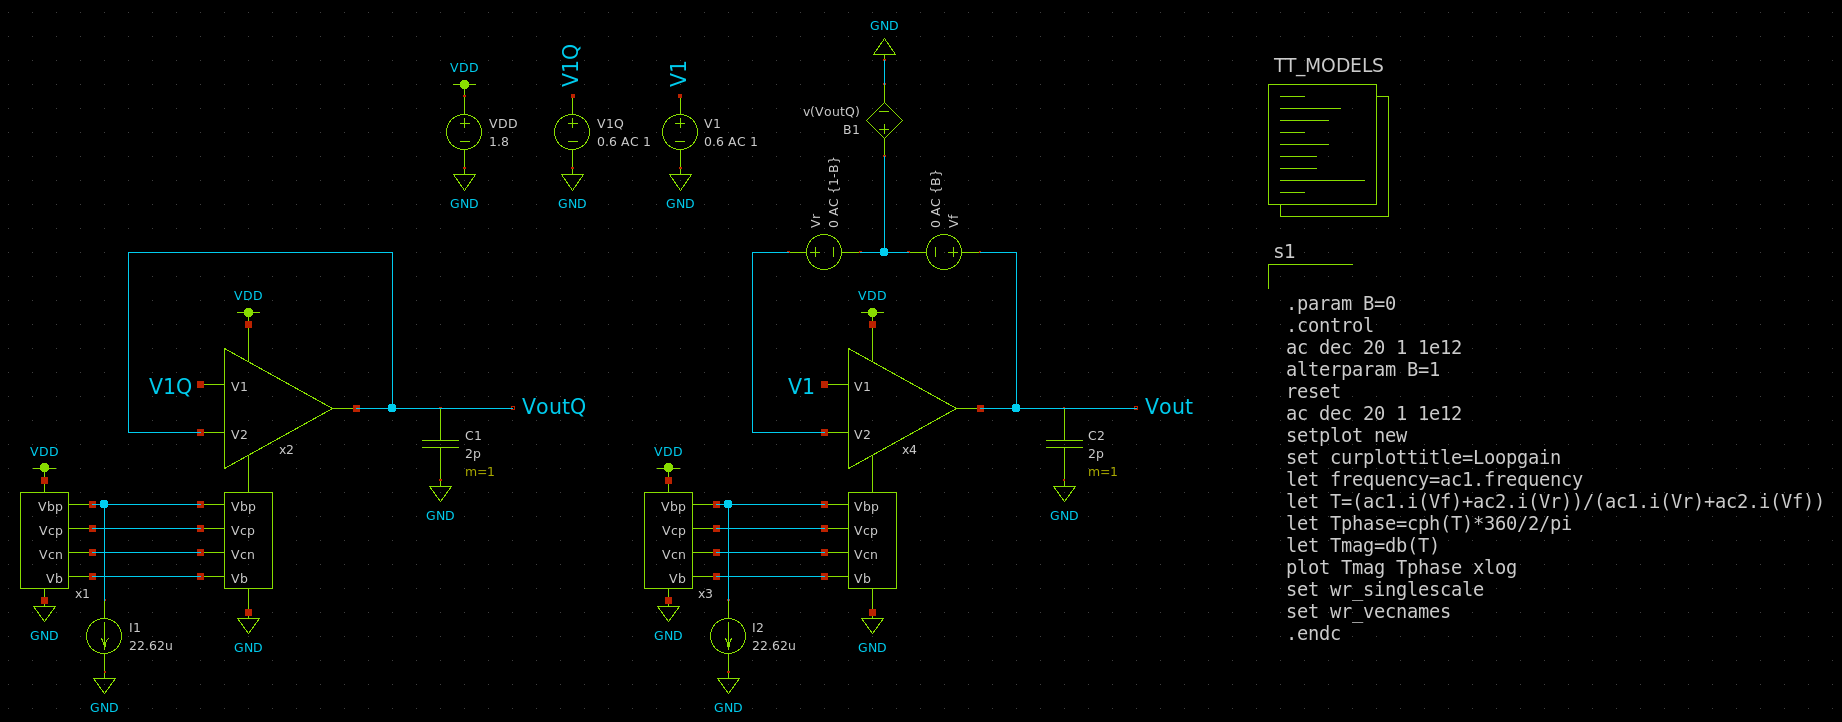 GND
V1Q
V1
VDD
TT_MODELS
v(VoutQ)
B1
VDD
1.8
V1Q
0.6 AC 1
V1
0.6 AC 1
GND
GND
GND
Vr
0 AC {1-B}
0 AC {B}
Vf
s1
.param B=0
.control
ac dec 20 1 1e12
alterparam B=1
reset
ac dec 20 1 1e12
setplot new
set curplottitle=Loopgain
let frequency=ac1.frequency
let T=(ac1.i(Vf)+ac2.i(Vr))/(ac1.i(Vr)+ac2.i(Vf))
let Tphase=cph(T)*360/2/pi
let Tmag=db(T)
plot Tmag Tphase xlog
set wr_singlescale
set wr_vecnames
.endc
VDD
V1Q
V1
V2
x2
VoutQ
C1
2p
m=1
GND
VDD
Vbp
Vcp
Vcn
Vb
x1
GND
Vbp
Vcp
Vcn
Vb
GND
I1
22.62u
GND
VDD
V1
V1
V2
x4
Vout
C2
2p
m=1
GND
VDD
Vbp
Vcp
Vcn
Vb
x3
GND
Vbp
Vcp
Vcn
Vb
GND
I2
22.62u
GND